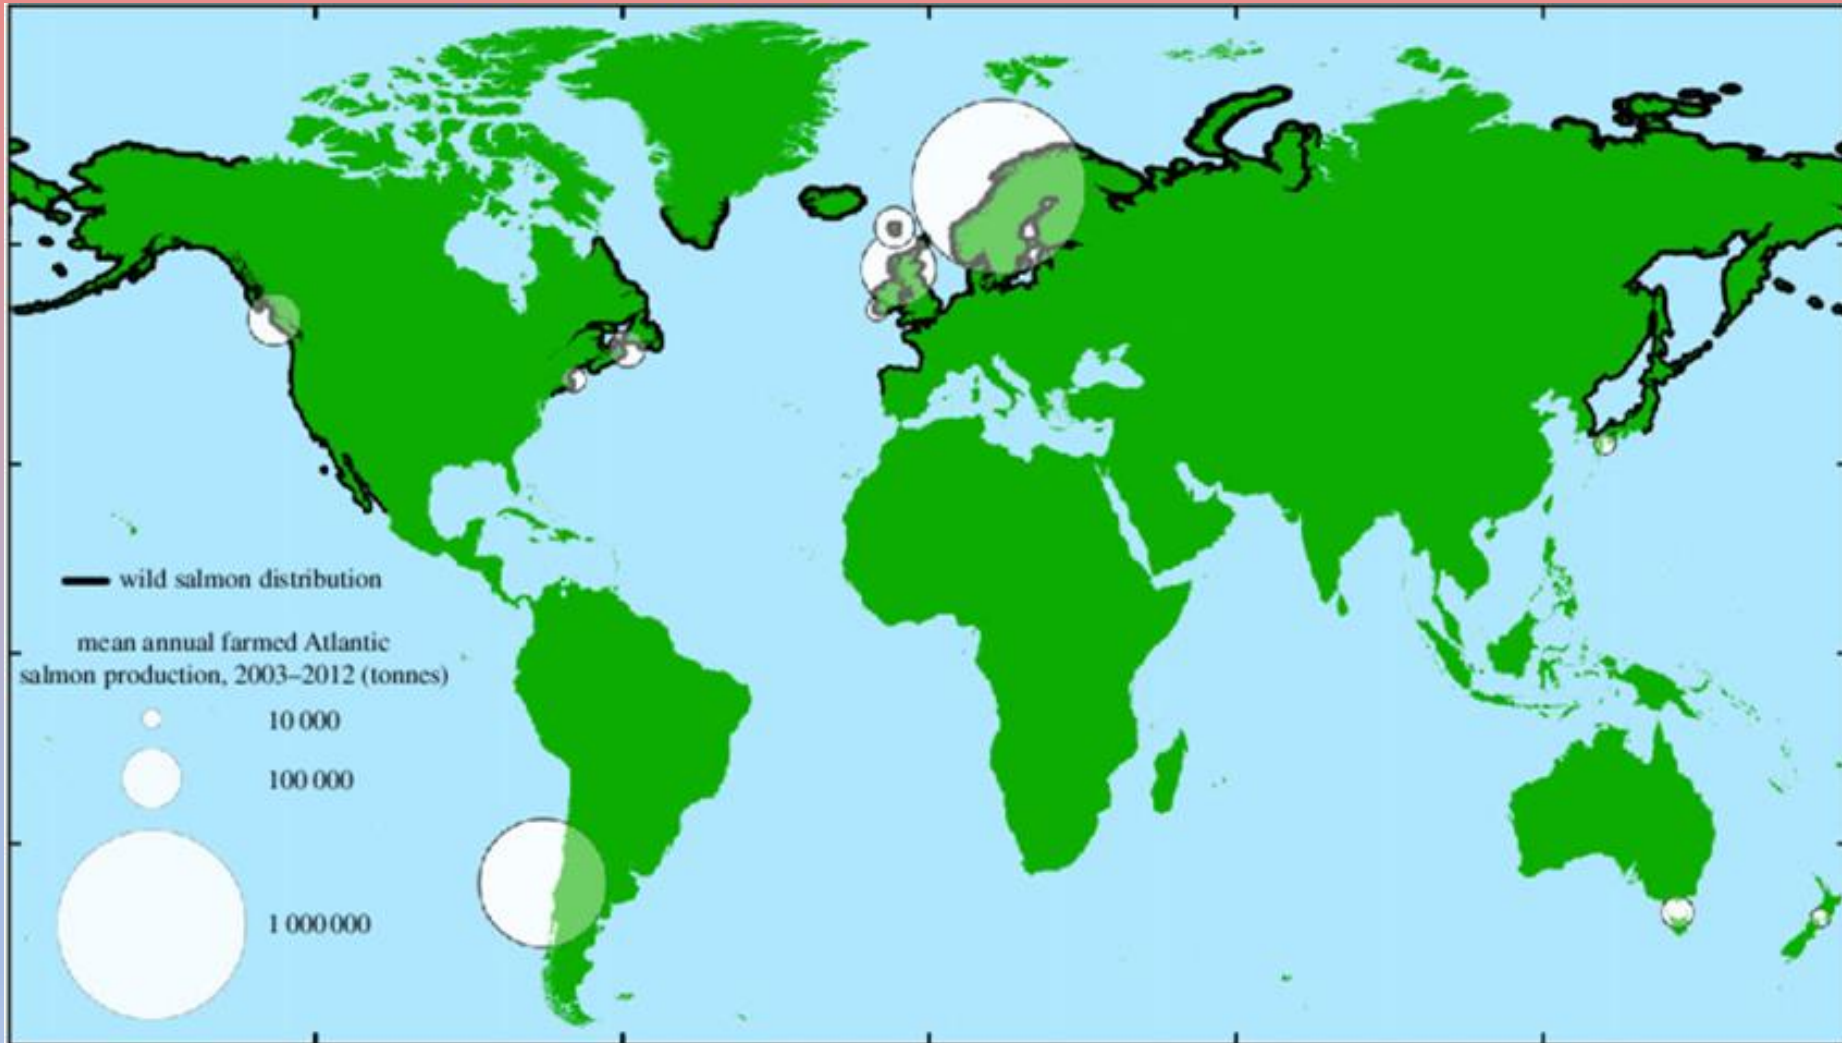 wild salmon distribution
mean annual farmed Atlantic
salmon production, 2003–2012 (tonnes)
10 000
100 000
1 000 000